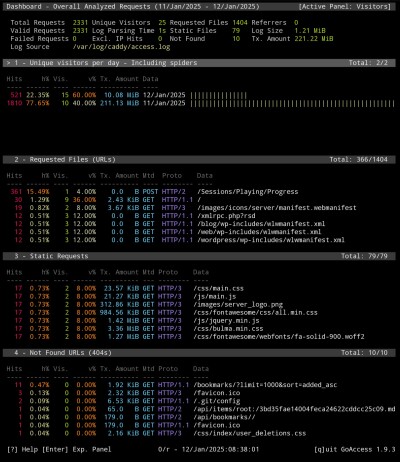 Dashboard - Overall Analyzed Requests (11/Jan/2025 - 12/Jan/2025) [Active Panel: Visitors]
Total Requests 2331 Unique Visitors 25 Requested Files 1404 Referrers 0
Valid Requests 2331 Log Parsing Time 1s Static Files 79 Log Size 1.21 MiB
Failed Requests 0 Excl. IP Hits 0 Not Found 10 Tx. Amount 221.22 MiB
Log Source /var/log/caddy/access.log
> 1 - Unique visitors per day - Including spiders Total: 2/2
Hits h% Vis. v% Tx. Amount Data
---- ---- ---- ---- ---- ----
521 22.35% 15 60.00% 10.08 MiB 12/Jan/2025
1810 77.65% 10 40.00% 211.13 MiB 11/Jan/2025
2 - Requested Files (URLs) Total: 366/1404
Hits h% Vis. v% Tx. Amount Mtd Proto Data
361 15.49% 1 4.00% 0.0 B POST HTTP/2 /Sessions/Playing/Progress
30 1.29% 9 36.00% 2.43 KiB GET HTTP/1.1 /
19 0.82% 2 8.00% 3.67 KiB GET HTTP/3 /images/icons/server/manifest.webmanifest
12 0.51% 3 12.00% 0.0 B GET HTTP/1.1 /xmlrpc.php?rsd
12 0.51% 3 12.00% 0.0 B GET HTTP/1.1 /blog/wp-includes/wlwmanifest.xml
12 0.51% 3 12.00% 0.0 B GET HTTP/1.1 /web/wp-includes/wlwmanifest.xml
12 0.51% 3 12.00% 0.0 B GET HTTP/1.1 /wordpress/wp-includes/wlwmanifest.xml
3 - Static Requests Total: 79/79
Hits h% Vis. v% Tx. Amount Mtd Proto Data
17 0.73% 2 8.00% 23.57 KiB GET HTTP/3 /css/main.css
17 0.73% 2 8.00% 21.27 KiB GET HTTP/3 /js/main.js
17 0.73% 2 8.00% 312.86 KiB GET HTTP/3 /images/server_logo.png
17 0.73% 2 8.00% 984.56 KiB GET HTTP/3 /css/fontawesome/css/all.min.css
17 0.73% 2 8.00% 1.42 MiB GET HTTP/3 /js/jquery.min.js
17 0.73% 2 8.00% 3.36 MiB GET HTTP/3 /css/bulma.min.css
17 0.73% 2 8.00% 1.27 MiB GET HTTP/3 /css/fontawesome/webfonts/fa-solid-900.woff2
4 - Not Found URLs (404s) Total: 10/10
Hits h% Vis. v% Tx. Amount Mtd Proto Data
11 0.47% 0 0.00% 1.92 KiB GET HTTP/1.1 /bookmarks/?limit=1000&sort=added_asc
3 0.13% 0 0.00% 2.32 KiB GET HTTP/3 /favicon.ico
2 0.09% 0 0.00% 6.53 KiB GET HTTP/1.1 /.git/config
1 0.04% 0 0.00% 65.0 B GET HTTP/2 /api/items/root:/3bd35fae14004feca24622cddcc25c09.md
1 0.04% 0 0.00% 179.0 B GET HTTP/2 /api/bookmarks//
1 0.04% 0 0.00% 179.0 B GET HTTP/1.1 /favicon.ico
1 0.04% 0 0.00% 2.16 KiB GET HTTP/3 /css/index/user_deletions.css
[?] Help [Enter] Exp. Panel 0/r - 12/Jan/2025:08:38:01 [q]uit GoAccess 1.9.3